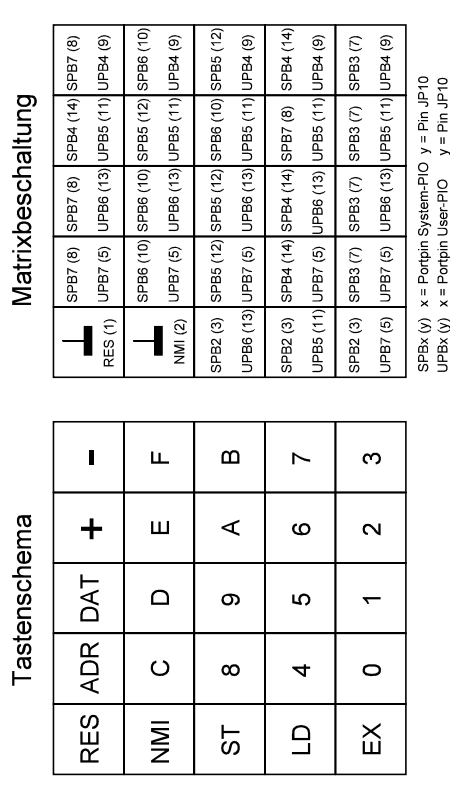 Tastenschema
RES ADR DAT + -
NMI C D E F
ST 8 9 A B
LD 4 5 6 7
EX 0 1 2 3
Matrixbeschaltung
SPB7 (8) SPB7 (8) SPB4 (14) SPB7 (8)
RES (1) UPB7 (5) UPB6 (13) UPB5 (11) UPB4 (9)
SPB6 (10) SPB6 (10) SPB5 (12) SPB6 (10)
NMI (2) UPB7 (5) UPB6 (13) UPB5 (11) UPB4 (9)
SPB2 (3) SPB5 (12) SPB5 (12) SPB6 (10) SPB5 (12)
UPB6 (13) UPB7 (5) UPB6 (13) UPB5 (11) UPB4 (9)
SPB2 (3) SPB4 (14) SPB4 (14) SPB7 (8) SPB4 (14)
UPB5 (11) UPB7 (5) UPB6 (13) UPB5 (11) UPB4 (9)
SPB2 (3) SPB3 (7) SPB3 (7) SPB3 (7) SPB3 (7)
UPB7 (5) UPB7 (5) UPB6 (13) UPB5 (11) UPB4 (9)
SPBx (y) x = Portpin System-PIO y = Pin JP10
UPBx (y) x = Portpin User-PIO y = Pin JP10